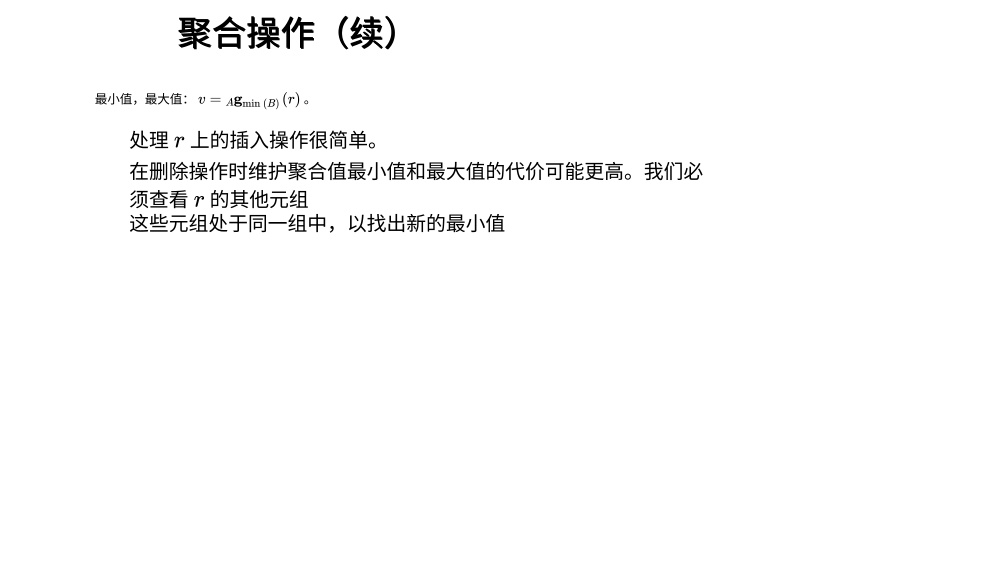 聚合操作（续）
最小值，最大值： v = _A g_{min (B)} (r) 。
处理 r 上的插入操作很简单。
在删除操作时维护聚合值最小值和最大值的代价可能更高。我们必
须查看 r 的其他元组
这些元组处于同一组中，以找出新的最小值